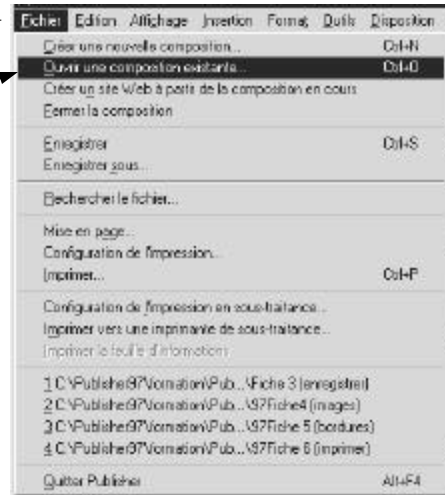 Fichier Edition Affichage Insertion Format Outils Disposition
Créer une nouvelle composition... Ctrl+N
Ouvrir une composition existante... Ctrl+O
Créer un site Web à partir de la composition en cours
Fermer la composition
Enregistrer Ctrl+S
Enregistrer sous...
Rechercher le fichier...
Mise en page...
Configuration de l'impression...
Imprimer... Ctrl+P
Configuration de l'impression en sous-traitance...
Imprimer vers une imprimante de sous-traitance...
Imprimer la feuille d'informations
1 C:\Publisher97\formation\Pub...\Fiche 3 (enregistrer)
2 C:\Publisher97\formation\Pub...\97Fiche4 (images)
3 C:\Publisher97\formation\Pub...\97Fiche 5 (bordures)
4 C:\Publisher97\formation\Pub...\97Fiche 6 (imprimer)
Quitter Publisher Alt+F4